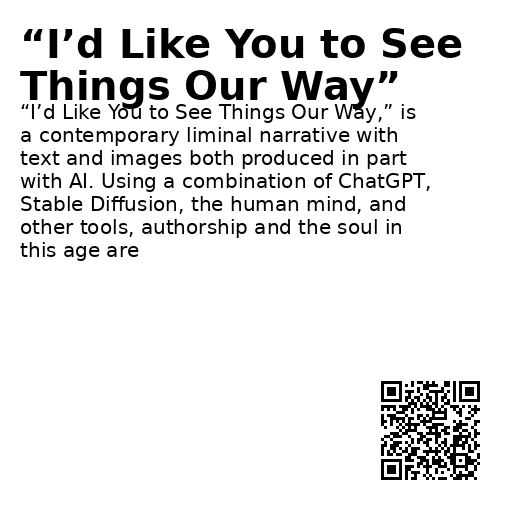 “I’d Like You to See
Things Our Way”
“I’d Like You to See Things Our Way,” is
a contemporary liminal narrative with
text and images both produced in part
with AI. Using a combination of ChatGPT,
Stable Diffusion, the human mind, and
other tools, authorship and the soul in
this age are